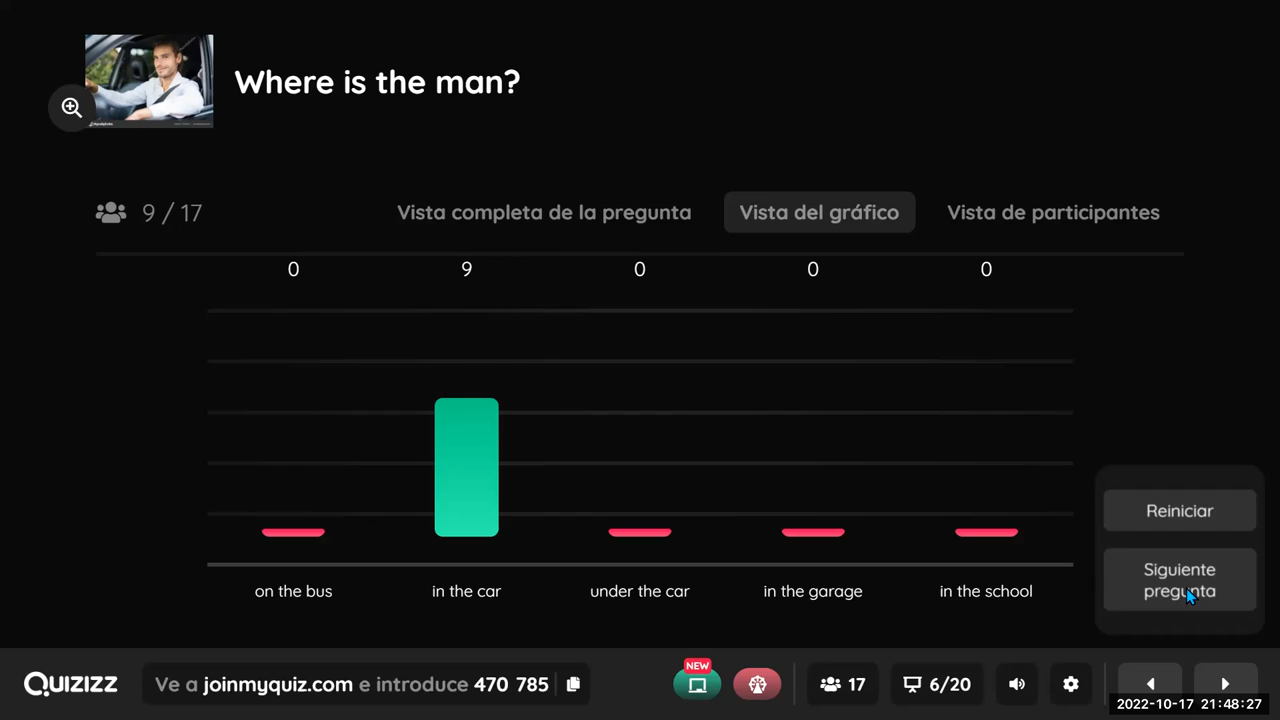 Where is the man?
9 / 17
Vista completa de la pregunta
Vista del gráfico
Vista de participantes
0
9
0
0
0
on the bus
in the car
under the car
in the garage
in the school
Reiniciar
Siguiente
pregunta
NEW
Quizizz
Ve a joinmyquiz.com e introduce 470 785
17
6/20
2022-10-17 21:48:27